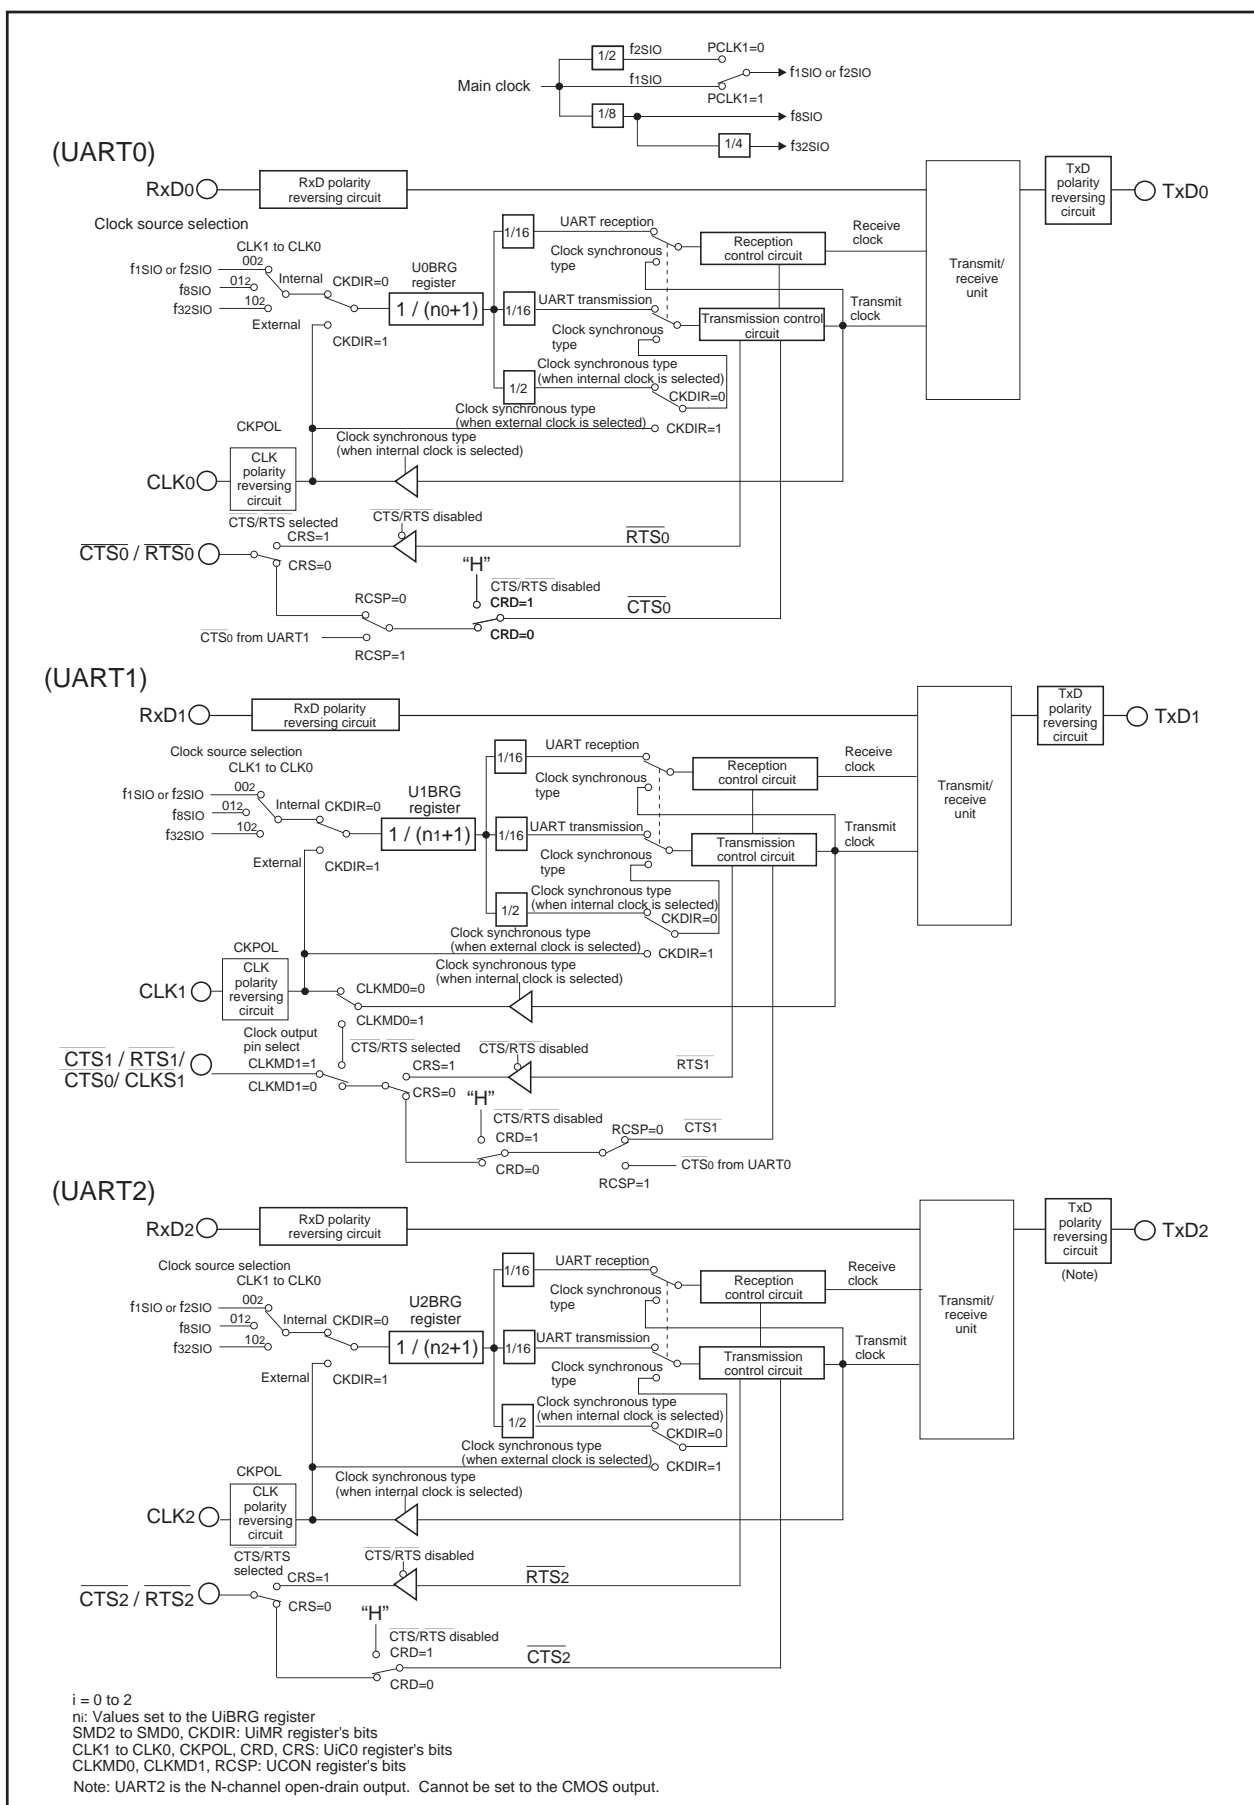 Main clock
1/2
f2SIO
PCLK1=0
f1SIO
PCLK1=1
f1SIO or f2SIO
1/8
f8SIO
1/4
f32SIO
(UART0)
RxD0
RxD polarity
reversing circuit
TxD
polarity
reversing
circuit
TxD0
Clock source selection
CLK1 to CLK0
f1SIO or f2SIO
002
f8SIO
012
f32SIO
102
Internal
CKDIR=0
External
CKDIR=1
U0BRG
register
1 / (n0+1)
1/16
UART reception
Clock synchronous
type
Reception
control circuit
Receive
clock
Transmit/
receive
unit
1/16
UART transmission
Clock synchronous
type
Transmission control
circuit
Transmit
clock
1/2
Clock synchronous type
(when internal clock is selected)
CKDIR=0
Clock synchronous type
(when external clock is selected)
CKDIR=1
Clock synchronous type
(when internal clock is selected)
CKPOL
CLK0
CLK
polarity
reversing
circuit
CTS/RTS selected
CTS/RTS disabled
CTS0 / RTS0
CRS=1
CRS=0
RTS0
“H”
CTS/RTS disabled
RCSP=0
CRD=1
CTS0
CTS0 from UART1
CRD=0
RCSP=1
(UART1)
RxD1
RxD polarity
reversing circuit
TxD
polarity
reversing
circuit
TxD1
Clock source selection
CLK1 to CLK0
f1SIO or f2SIO
002
f8SIO
012
f32SIO
102
Internal
CKDIR=0
External
CKDIR=1
U1BRG
register
1 / (n1+1)
1/16
UART reception
Clock synchronous
type
Reception
control circuit
Receive
clock
Transmit/
receive
unit
1/16
UART transmission
Clock synchronous
type
Transmission
control circuit
Transmit
clock
1/2
Clock synchronous type
(when internal clock is selected)
CKDIR=0
Clock synchronous type
(when external clock is selected)
CKDIR=1
Clock synchronous type
(when internal clock is selected)
CKPOL
CLK1
CLK
polarity
reversing
circuit
CLKMD0=0
CLKMD0=1
Clock output
pin select
CTS/RTS selected
CTS/RTS disabled
CTS1 / RTS1/
CTS0/ CLKS1
CLKMD1=1
CLKMD1=0
CRS=1
CRS=0
RTS1
“H”
CTS/RTS disabled
CRD=1
CRD=0
RCSP=0
CTS1
CTS0 from UART0
RCSP=1
(UART2)
RxD2
RxD polarity
reversing circuit
TxD
polarity
reversing
circuit
(Note)
TxD2
Clock source selection
CLK1 to CLK0
f1SIO or f2SIO
002
f8SIO
012
f32SIO
102
Internal
CKDIR=0
External
CKDIR=1
U2BRG
register
1 / (n2+1)
1/16
UART reception
Clock synchronous
type
Reception
control circuit
Receive
clock
Transmit/
receive
unit
1/16
UART transmission
Clock synchronous
type
Transmission
control circuit
Transmit
clock
1/2
Clock synchronous type
(when internal clock is selected)
CKDIR=0
Clock synchronous type
(when external clock is selected)
CKDIR=1
Clock synchronous type
(when internal clock is selected)
CKPOL
CLK2
CLK
polarity
reversing
circuit
CTS/RTS
selected
CTS/RTS disabled
CTS2 / RTS2
CRS=1
CRS=0
RTS2
“H”
CTS/RTS disabled
CRD=1
CTS2
CRD=0
i = 0 to 2
ni: Values set to the UiBRG register
SMD2 to SMD0, CKDIR: UiMR register's bits
CLK1 to CLK0, CKPOL, CRD, CRS: UiC0 register's bits
CLKMD0, CLKMD1, RCSP: UCON register's bits
Note: UART2 is the N-channel open-drain output. Cannot be set to the CMOS output.